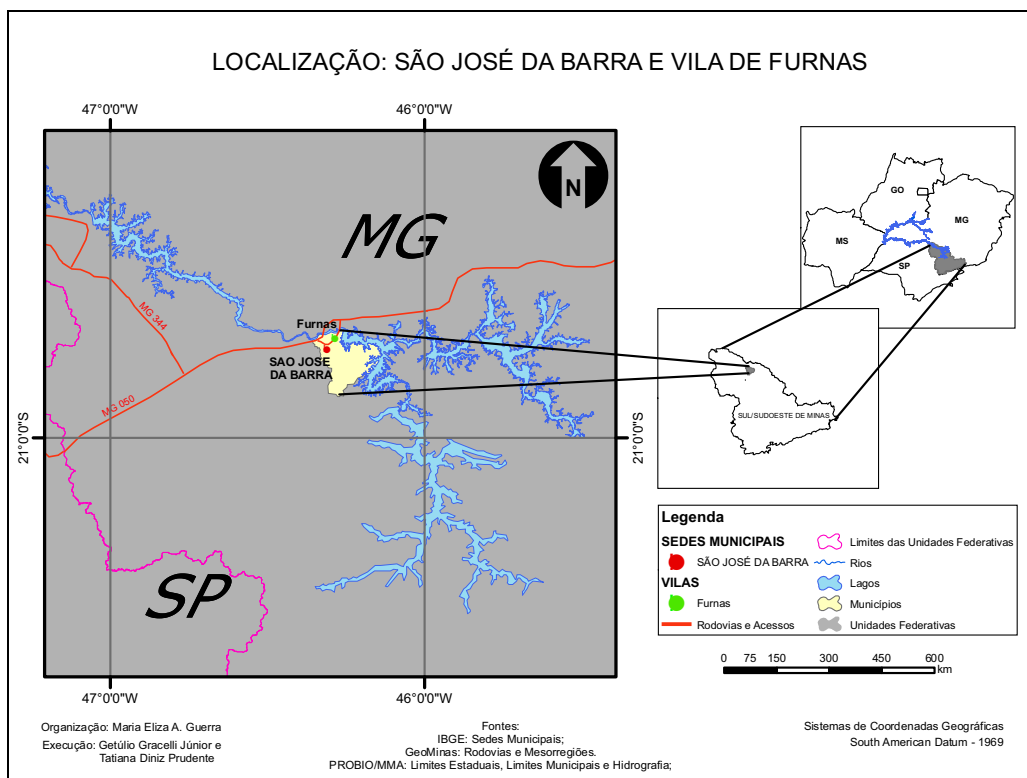 LOCALIZAÇÃO: SÃO JOSÉ DA BARRA E VILA DE FURNAS
47°0'0"W
46°0'0"W
N
MG
GO
MG
MS
SP
MG 344
Furnas
SAO JOSÉ
DA BARRA
MG 050
21°0'0"S
21°0'0"S
SUL/SUDOESTE DE MINAS
SP
Legenda
SEDES MUNICIPAIS
SÃO JOSÉ DA BARRA
VILAS
Furnas
Rodovias e Acessos
Limites das Unidades Federativas
Rios
Lagos
Municípios
Unidades Federativas
0 75 150 300 450 600
km
47°0'0"W
46°0'0"W
Organização: Maria Eliza A. Guerra
Execução: Getúlio Gracelli Júnior e
Tatiana Diniz Prudente
Fontes:
IBGE: Sedes Municipais;
GeoMinas: Rodovias e Mesorregiões.
PROBIO/MMA: Limites Estaduais, Limites Municipais e Hidrografia;
Sistemas de Coordenadas Geográficas
South American Datum - 1969